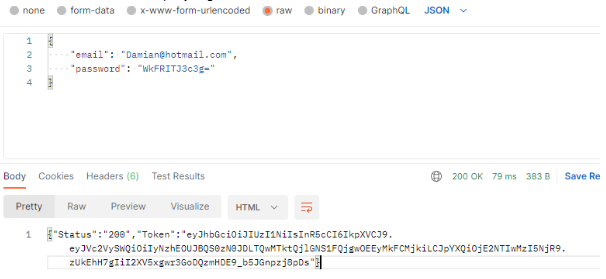 none form-data x-www-form-urlencoded raw binary GraphQL JSON
1 {
2 "email": "Damian@hotmail.com",
3 "password": "WkFRITJ3c3g="
4 }
Body Cookies Headers (6) Test Results 200 OK 79 ms 383 B Save Re
Pretty Raw Preview Visualize HTML
1 {"Status":"200","Token":"eyJhbGciOiJIUzI1NiIsInR5cCI6IkpXVCJ9.
eyJVc2VySWQiOiIyNzhEOUJBQS0zN0JDLTQwMTktQjlGNS1FQjgwOEEyMkFCMjkiLCJpYXQiOjE2NTIwMzI5NjR9.
zUkEhH7gIiI2XV5xgwr3GoDQzmMDE9_b5JGnpzjBpDs"}